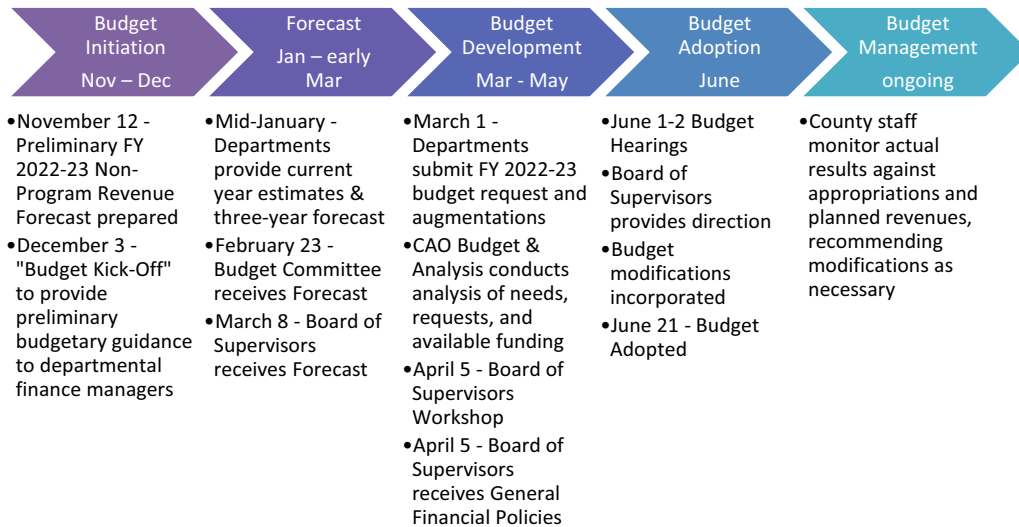 Budget
Initiation
Nov – Dec
•November 12 -
Preliminary FY
2022-23 Non-
Program Revenue
Forecast prepared
•December 3 -
"Budget Kick-Off"
to provide
preliminary
budgetary guidance
to departmental
finance managers
Forecast
Jan – early
Mar
•Mid-January -
Departments
provide current
year estimates &
three-year forecast
•February 23 -
Budget Committee
receives Forecast
•March 8 - Board of
Supervisors
receives Forecast
Budget
Development
Mar - May
•March 1 -
Departments
submit FY 2022-23
budget request and
augmentations
•CAO Budget &
Analysis conducts
analysis of needs,
requests, and
available funding
•April 5 - Board of
Supervisors
Workshop
•April 5 - Board of
Supervisors
receives General
Financial Policies
Budget
Adoption
June
•June 1-2 Budget
Hearings
•Board of
Supervisors
provides direction
•Budget
modifications
incorporated
•June 21 - Budget
Adopted
Budget
Management
ongoing
•County staff
monitor actual
results against
appropriations and
planned revenues,
recommending
modifications as
necessary